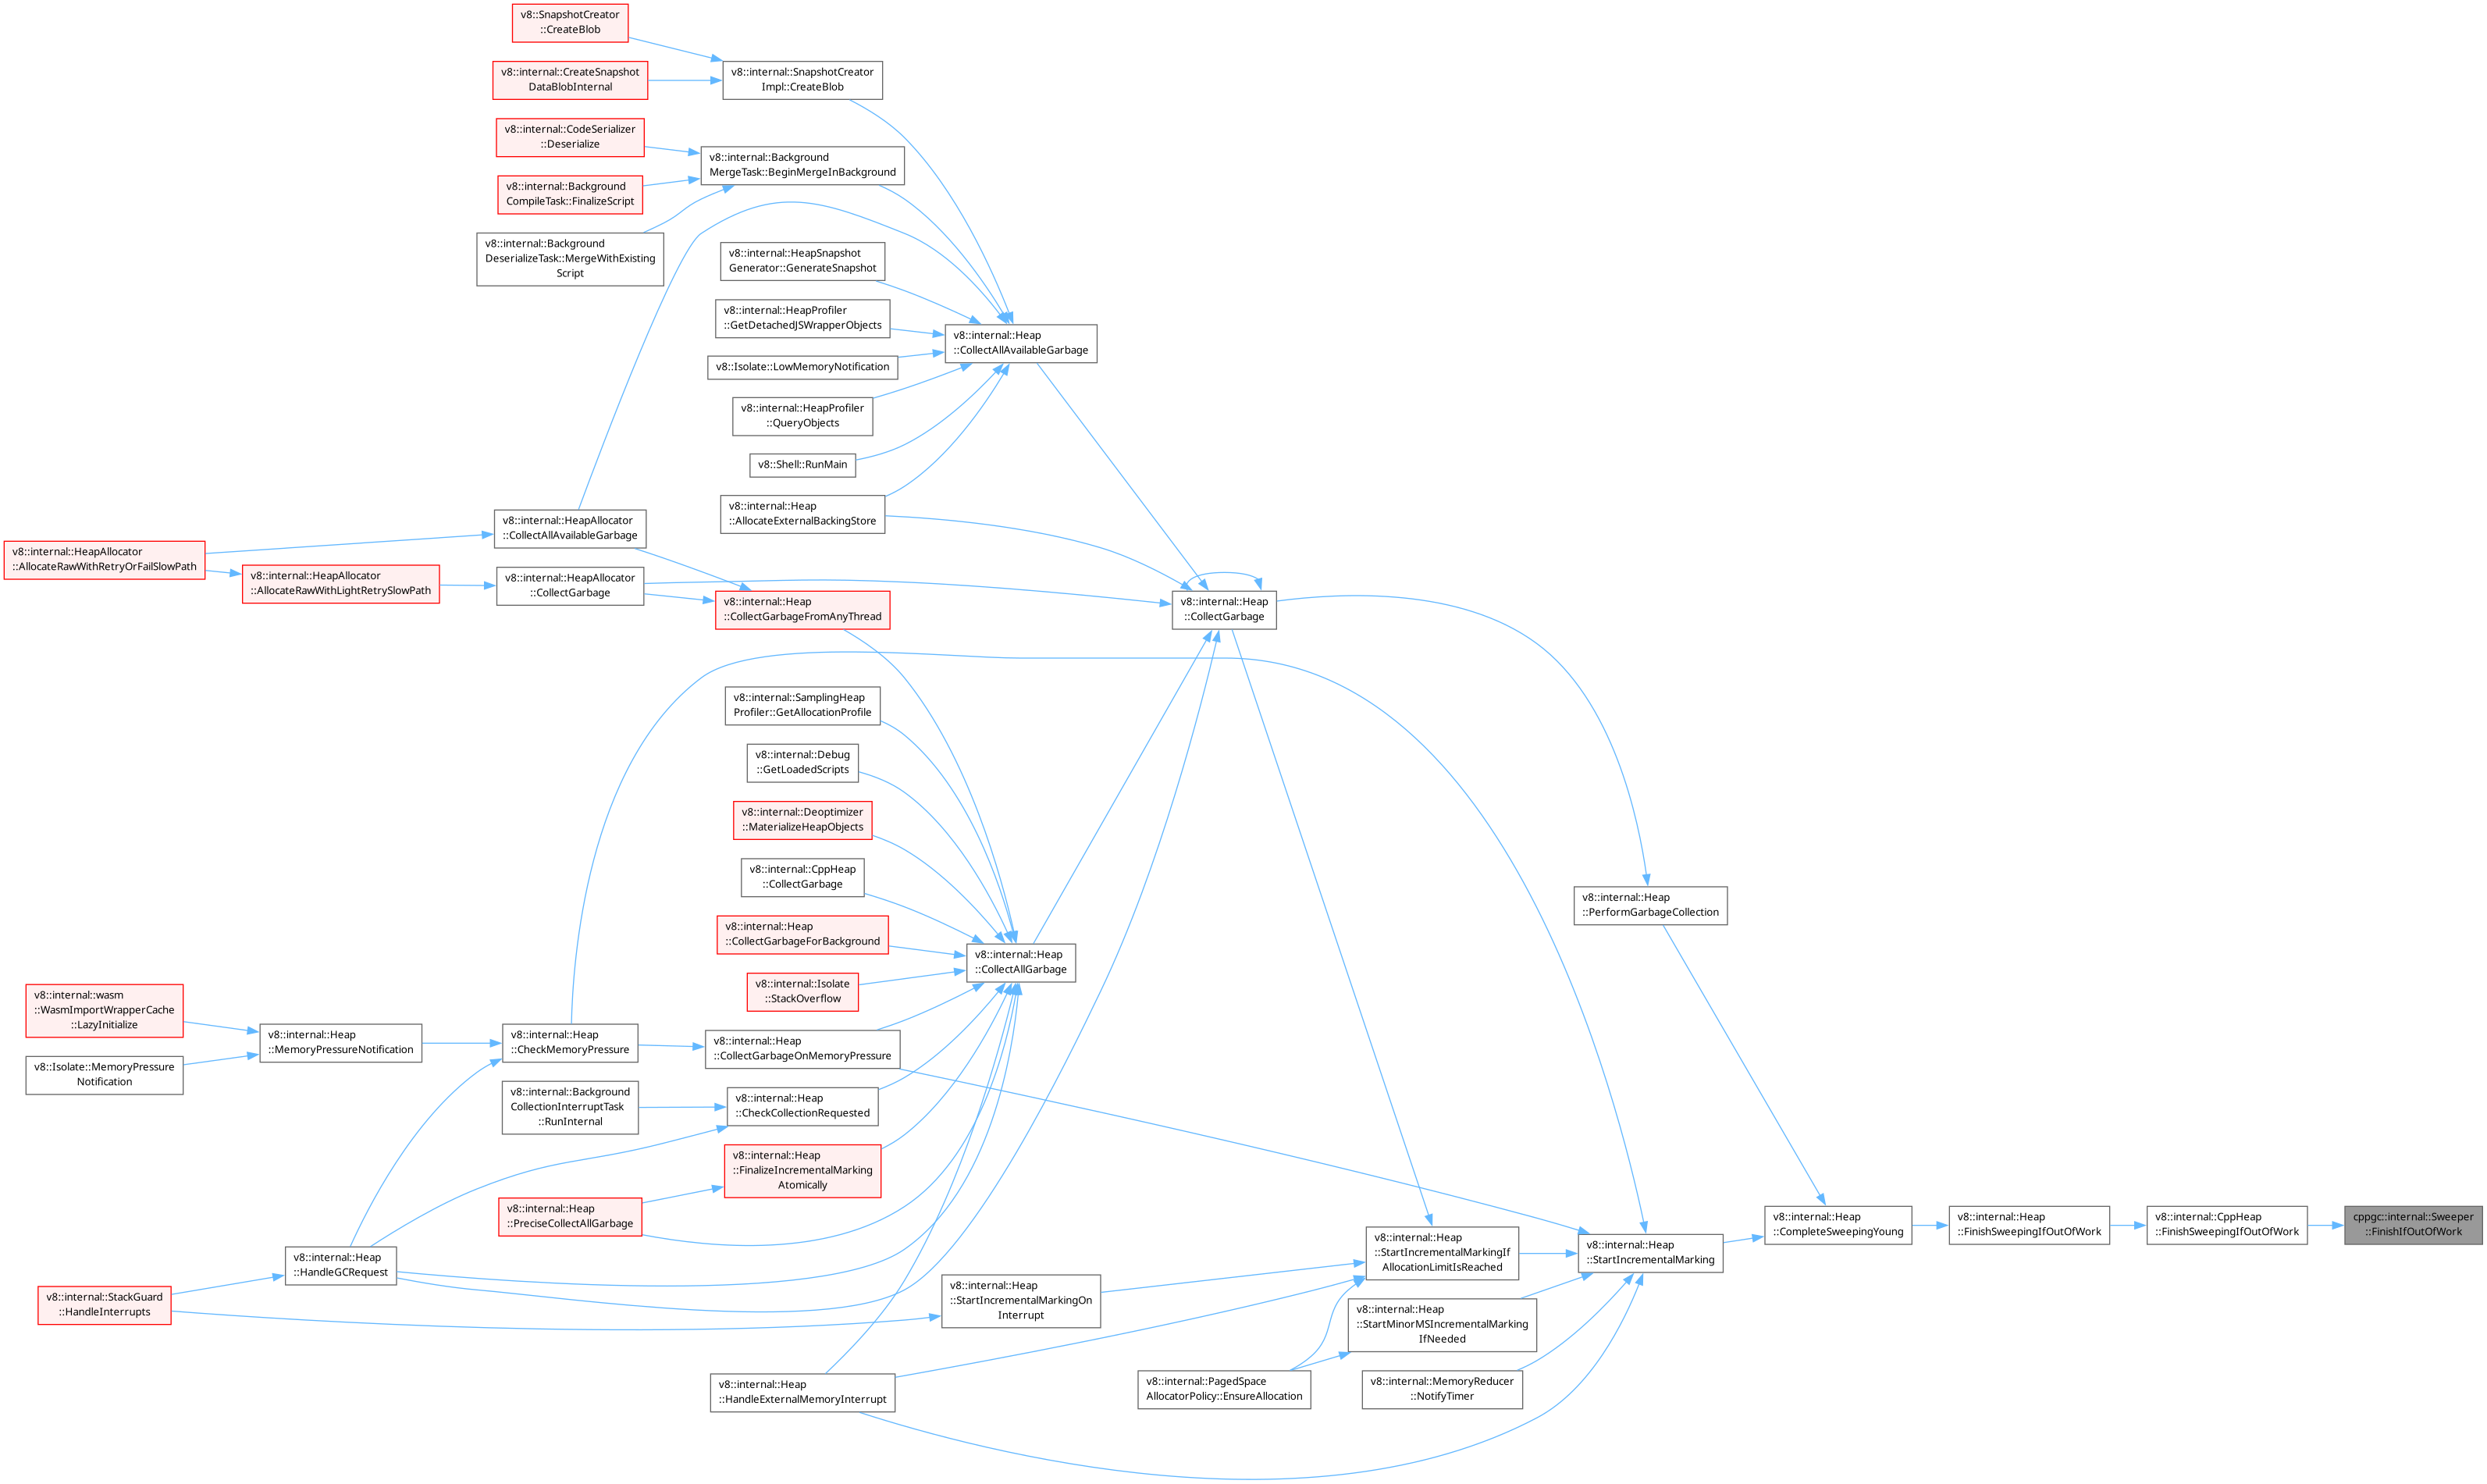 v8::SnapshotCreator
::CreateBlob
v8::internal::CreateSnapshot
DataBlobInternal
v8::internal::SnapshotCreator
Impl::CreateBlob
v8::internal::CodeSerializer
::Deserialize
v8::internal::Background
CompileTask::FinalizeScript
v8::internal::Background
MergeTask::BeginMergeInBackground
v8::internal::Background
DeserializeTask::MergeWithExisting
Script
v8::internal::HeapSnapshot
Generator::GenerateSnapshot
v8::internal::HeapProfiler
::GetDetachedJSWrapperObjects
v8::internal::Heap
::CollectAllAvailableGarbage
v8::Isolate::LowMemoryNotification
v8::internal::HeapProfiler
::QueryObjects
v8::Shell::RunMain
v8::internal::Heap
::AllocateExternalBackingStore
v8::internal::HeapAllocator
::CollectAllAvailableGarbage
v8::internal::HeapAllocator
::AllocateRawWithRetryOrFailSlowPath
v8::internal::HeapAllocator
::AllocateRawWithLightRetrySlowPath
v8::internal::HeapAllocator
::CollectGarbage
v8::internal::Heap
::CollectGarbageFromAnyThread
v8::internal::Heap
::CollectGarbage
v8::internal::SamplingHeap
Profiler::GetAllocationProfile
v8::internal::Debug
::GetLoadedScripts
v8::internal::Deoptimizer
::MaterializeHeapObjects
v8::internal::CppHeap
::CollectGarbage
v8::internal::Heap
::PerformGarbageCollection
v8::internal::Heap
::CollectGarbageForBackground
v8::internal::Heap
::CollectAllGarbage
v8::internal::Isolate
::StackOverflow
v8::internal::wasm
::WasmImportWrapperCache
::LazyInitialize
v8::internal::Heap
::MemoryPressureNotification
v8::internal::Heap
::CheckMemoryPressure
v8::internal::Heap
::CollectGarbageOnMemoryPressure
v8::Isolate::MemoryPressure
Notification
v8::internal::Background
CollectionInterruptTask
::RunInternal
v8::internal::Heap
::CheckCollectionRequested
v8::internal::Heap
::FinalizeIncrementalMarking
Atomically
v8::internal::Heap
::PreciseCollectAllGarbage
v8::internal::Heap
::CompleteSweepingYoung
v8::internal::Heap
::FinishSweepingIfOutOfWork
v8::internal::CppHeap
::FinishSweepingIfOutOfWork
cppgc::internal::Sweeper
::FinishIfOutOfWork
v8::internal::Heap
::StartIncrementalMarkingIf
AllocationLimitIsReached
v8::internal::Heap
::StartIncrementalMarking
v8::internal::Heap
::HandleGCRequest
v8::internal::StackGuard
::HandleInterrupts
v8::internal::Heap
::StartIncrementalMarkingOn
Interrupt
v8::internal::Heap
::StartMinorMSIncrementalMarking
IfNeeded
v8::internal::Heap
::HandleExternalMemoryInterrupt
v8::internal::PagedSpace
AllocatorPolicy::EnsureAllocation
v8::internal::MemoryReducer
::NotifyTimer